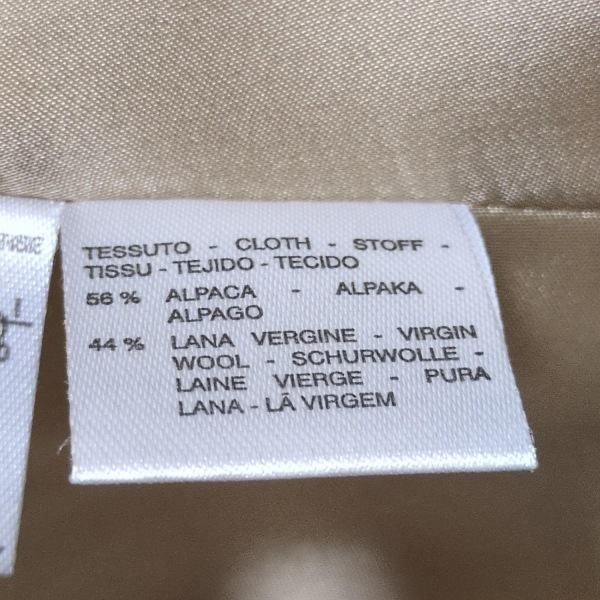 TESSUTO - CLOTH - STOFF -
TISSU - TEJIDO - TECIDO
56 % ALPACA - ALPAKA -
ALPAGO
44 % LANA VERGINE - VIRGIN
WOOL - SCHURWOLLE -
LAINE VIERGE - PURA
LANA - LÃ VIRGEM